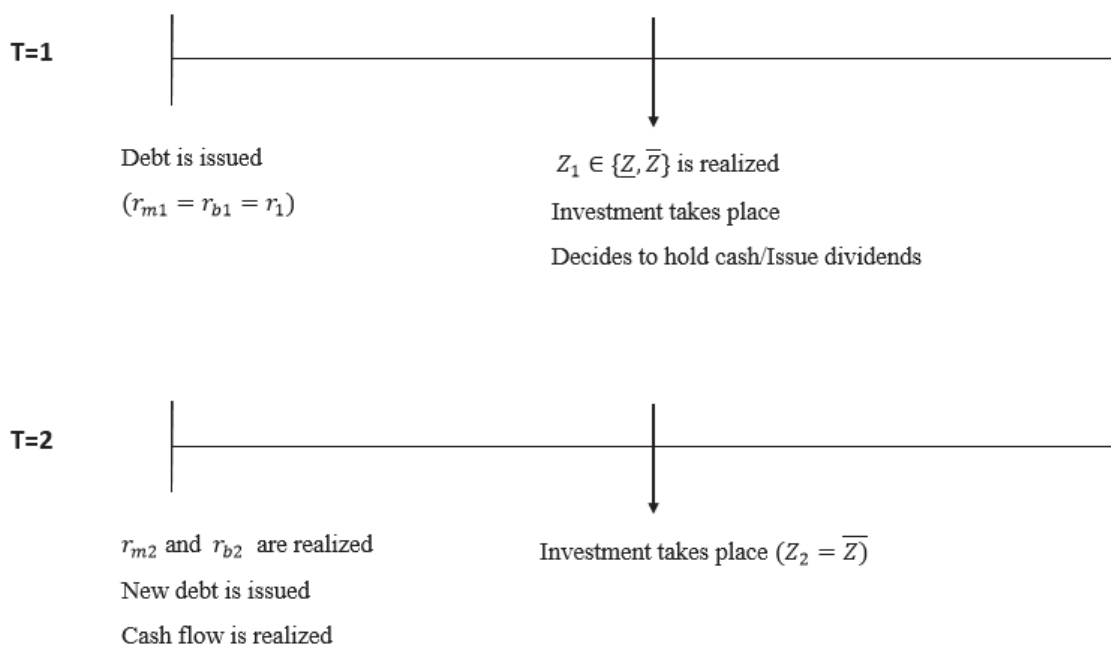 T=1
Debt is issued
(r_{m1} = r_{b1} = r_1)
Z_1 ∈ {Z̲, Z̅} is realized
Investment takes place
Decides to hold cash/Issue dividends
T=2
r_{m2} and r_{b2} are realized
New debt is issued
Cash flow is realized
Investment takes place (Z_2 = Z̅)